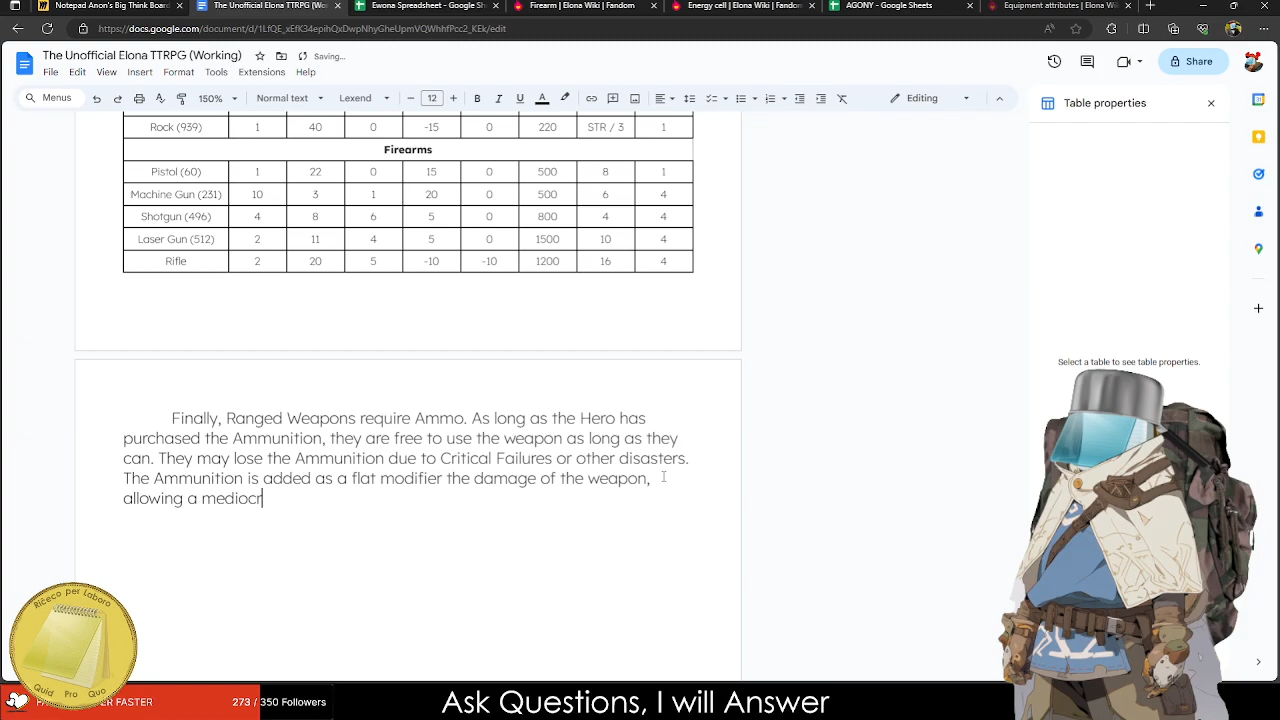 Notepad Anon's Big Think Board
The Unofficial Elona TTRPG (Wor
Ewona Spreadsheet - Google Sh
Firearm | Elona Wiki | Fandom
Energy cell | Elona Wiki | Fandom
AGONY - Google Sheets
Equipment attributes | Elona Wi
The Unofficial Elona TTRPG (Working)
Saving...
File Edit View Insert Format Tools Extensions Help
Share
Menus
150%
Normal text
Lexend
12
Editing
Table properties
Rock (939) 1 40 0 -15 0 220 STR / 3 1
Firearms
Pistol (60) 1 22 0 15 0 500 8 1
Machine Gun (231) 10 3 1 20 0 500 6 4
Shotgun (496) 4 8 6 5 0 800 4 4
Laser Gun (512) 2 11 4 5 0 1500 10 4
Rifle 2 20 5 -10 -10 1200 16 4
Select a table to see table properties.
Finally, Ranged Weapons require Ammo. As long as the Hero has
purchased the Ammunition, they are free to use the weapon as long as they
can. They may lose the Ammunition due to Critical Failures or other disasters.
The Ammunition is added as a flat modifier the damage of the weapon,
allowing a mediocr
Riĉeco per Laboro
Quid Pro Quo
FASTER
273 / 350 Followers
Ask Questions, I will Answer